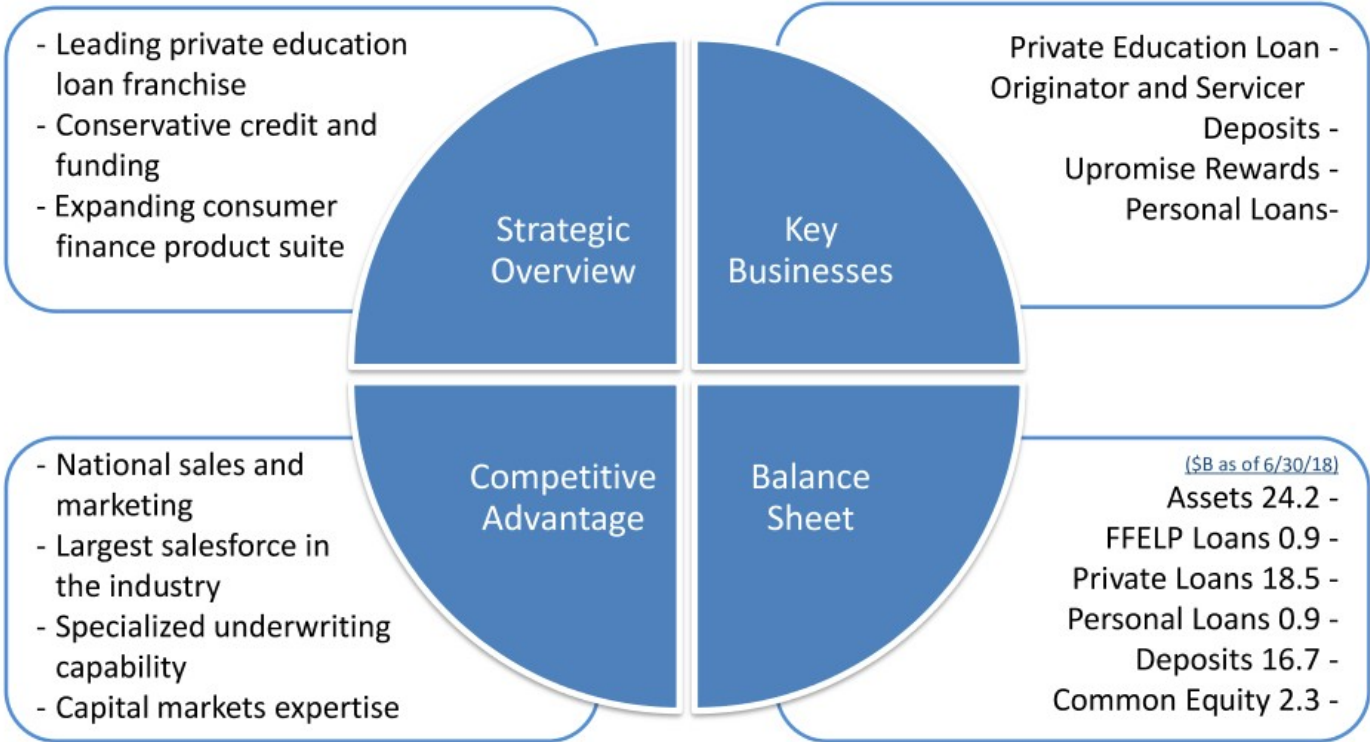 - Leading private education
loan franchise
- Conservative credit and
funding
- Expanding consumer
finance product suite
Strategic
Overview
Key
Businesses
Private Education Loan -
Originator and Servicer
Deposits -
Upromise Rewards -
Personal Loans-
- National sales and
marketing
- Largest salesforce in
the industry
- Specialized underwriting
capability
- Capital markets expertise
Competitive
Advantage
Balance
Sheet
($B as of 6/30/18)
Assets 24.2 -
FFELP Loans 0.9 -
Private Loans 18.5 -
Personal Loans 0.9 -
Deposits 16.7 -
Common Equity 2.3 -